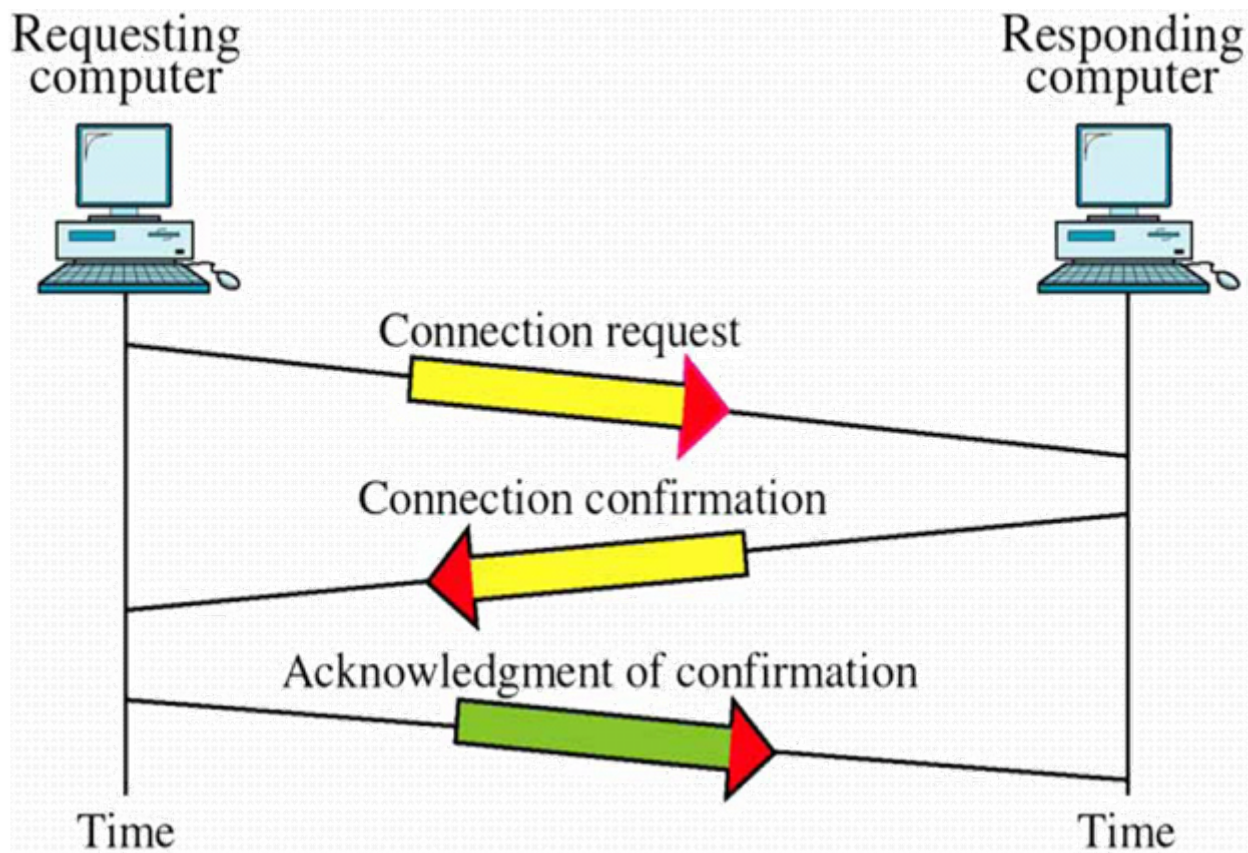 Requesting
computer
Responding
computer
Connection request
Connection confirmation
Acknowledgment of confirmation
Time
Time